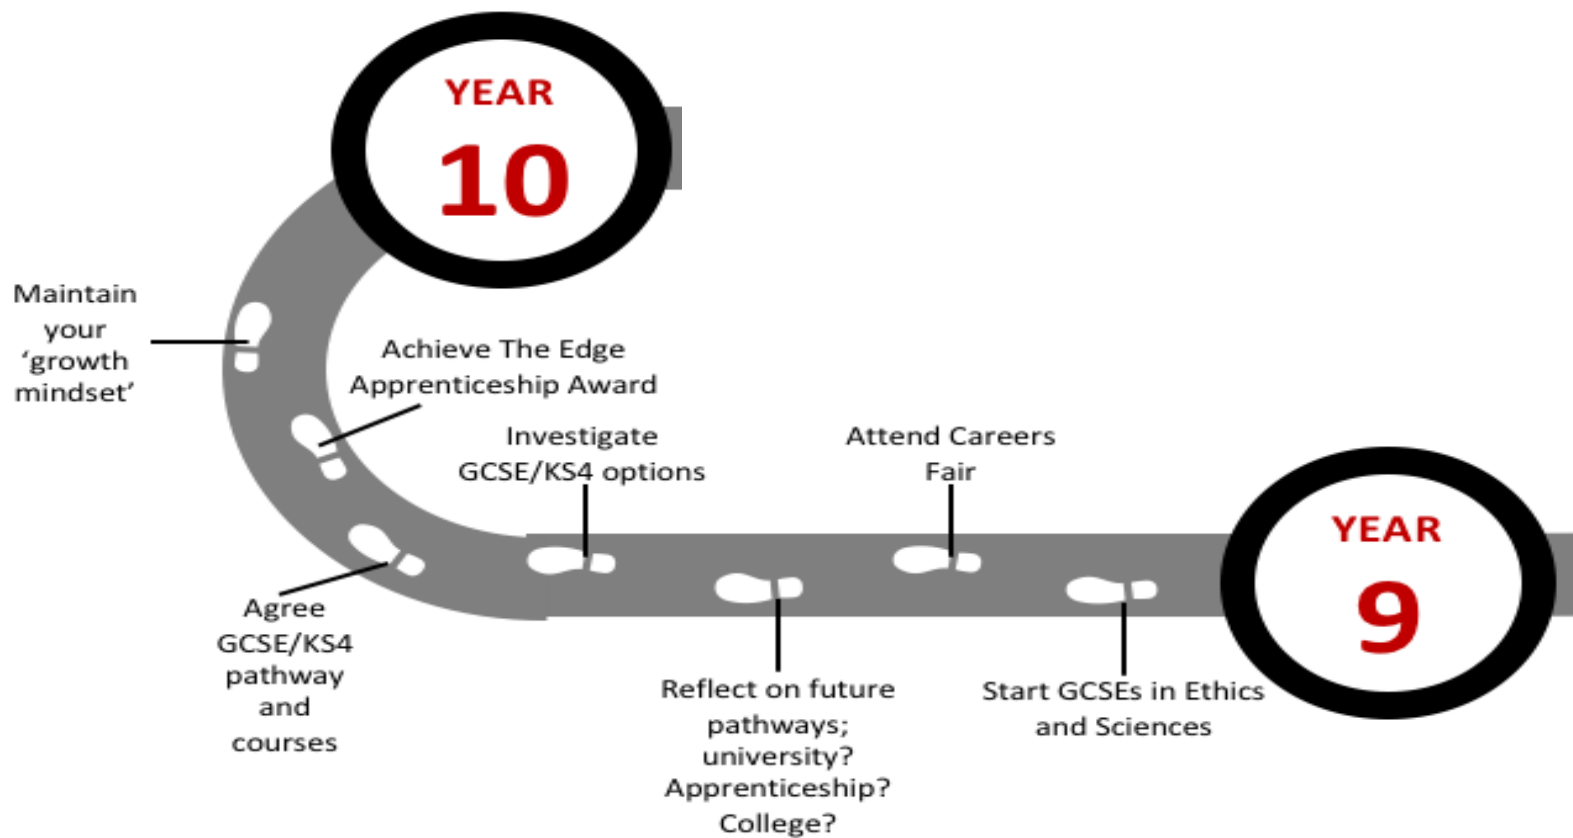 YEAR
10
Maintain
your
‘growth
mindset’
Achieve The Edge
Apprenticeship Award
Investigate
GCSE/KS4 options
Attend Careers
Fair
YEAR
9
Agree
GCSE/KS4
pathway
and
courses
Reflect on future
pathways;
university?
Apprenticeship?
College?
Start GCSEs in Ethics
and Sciences